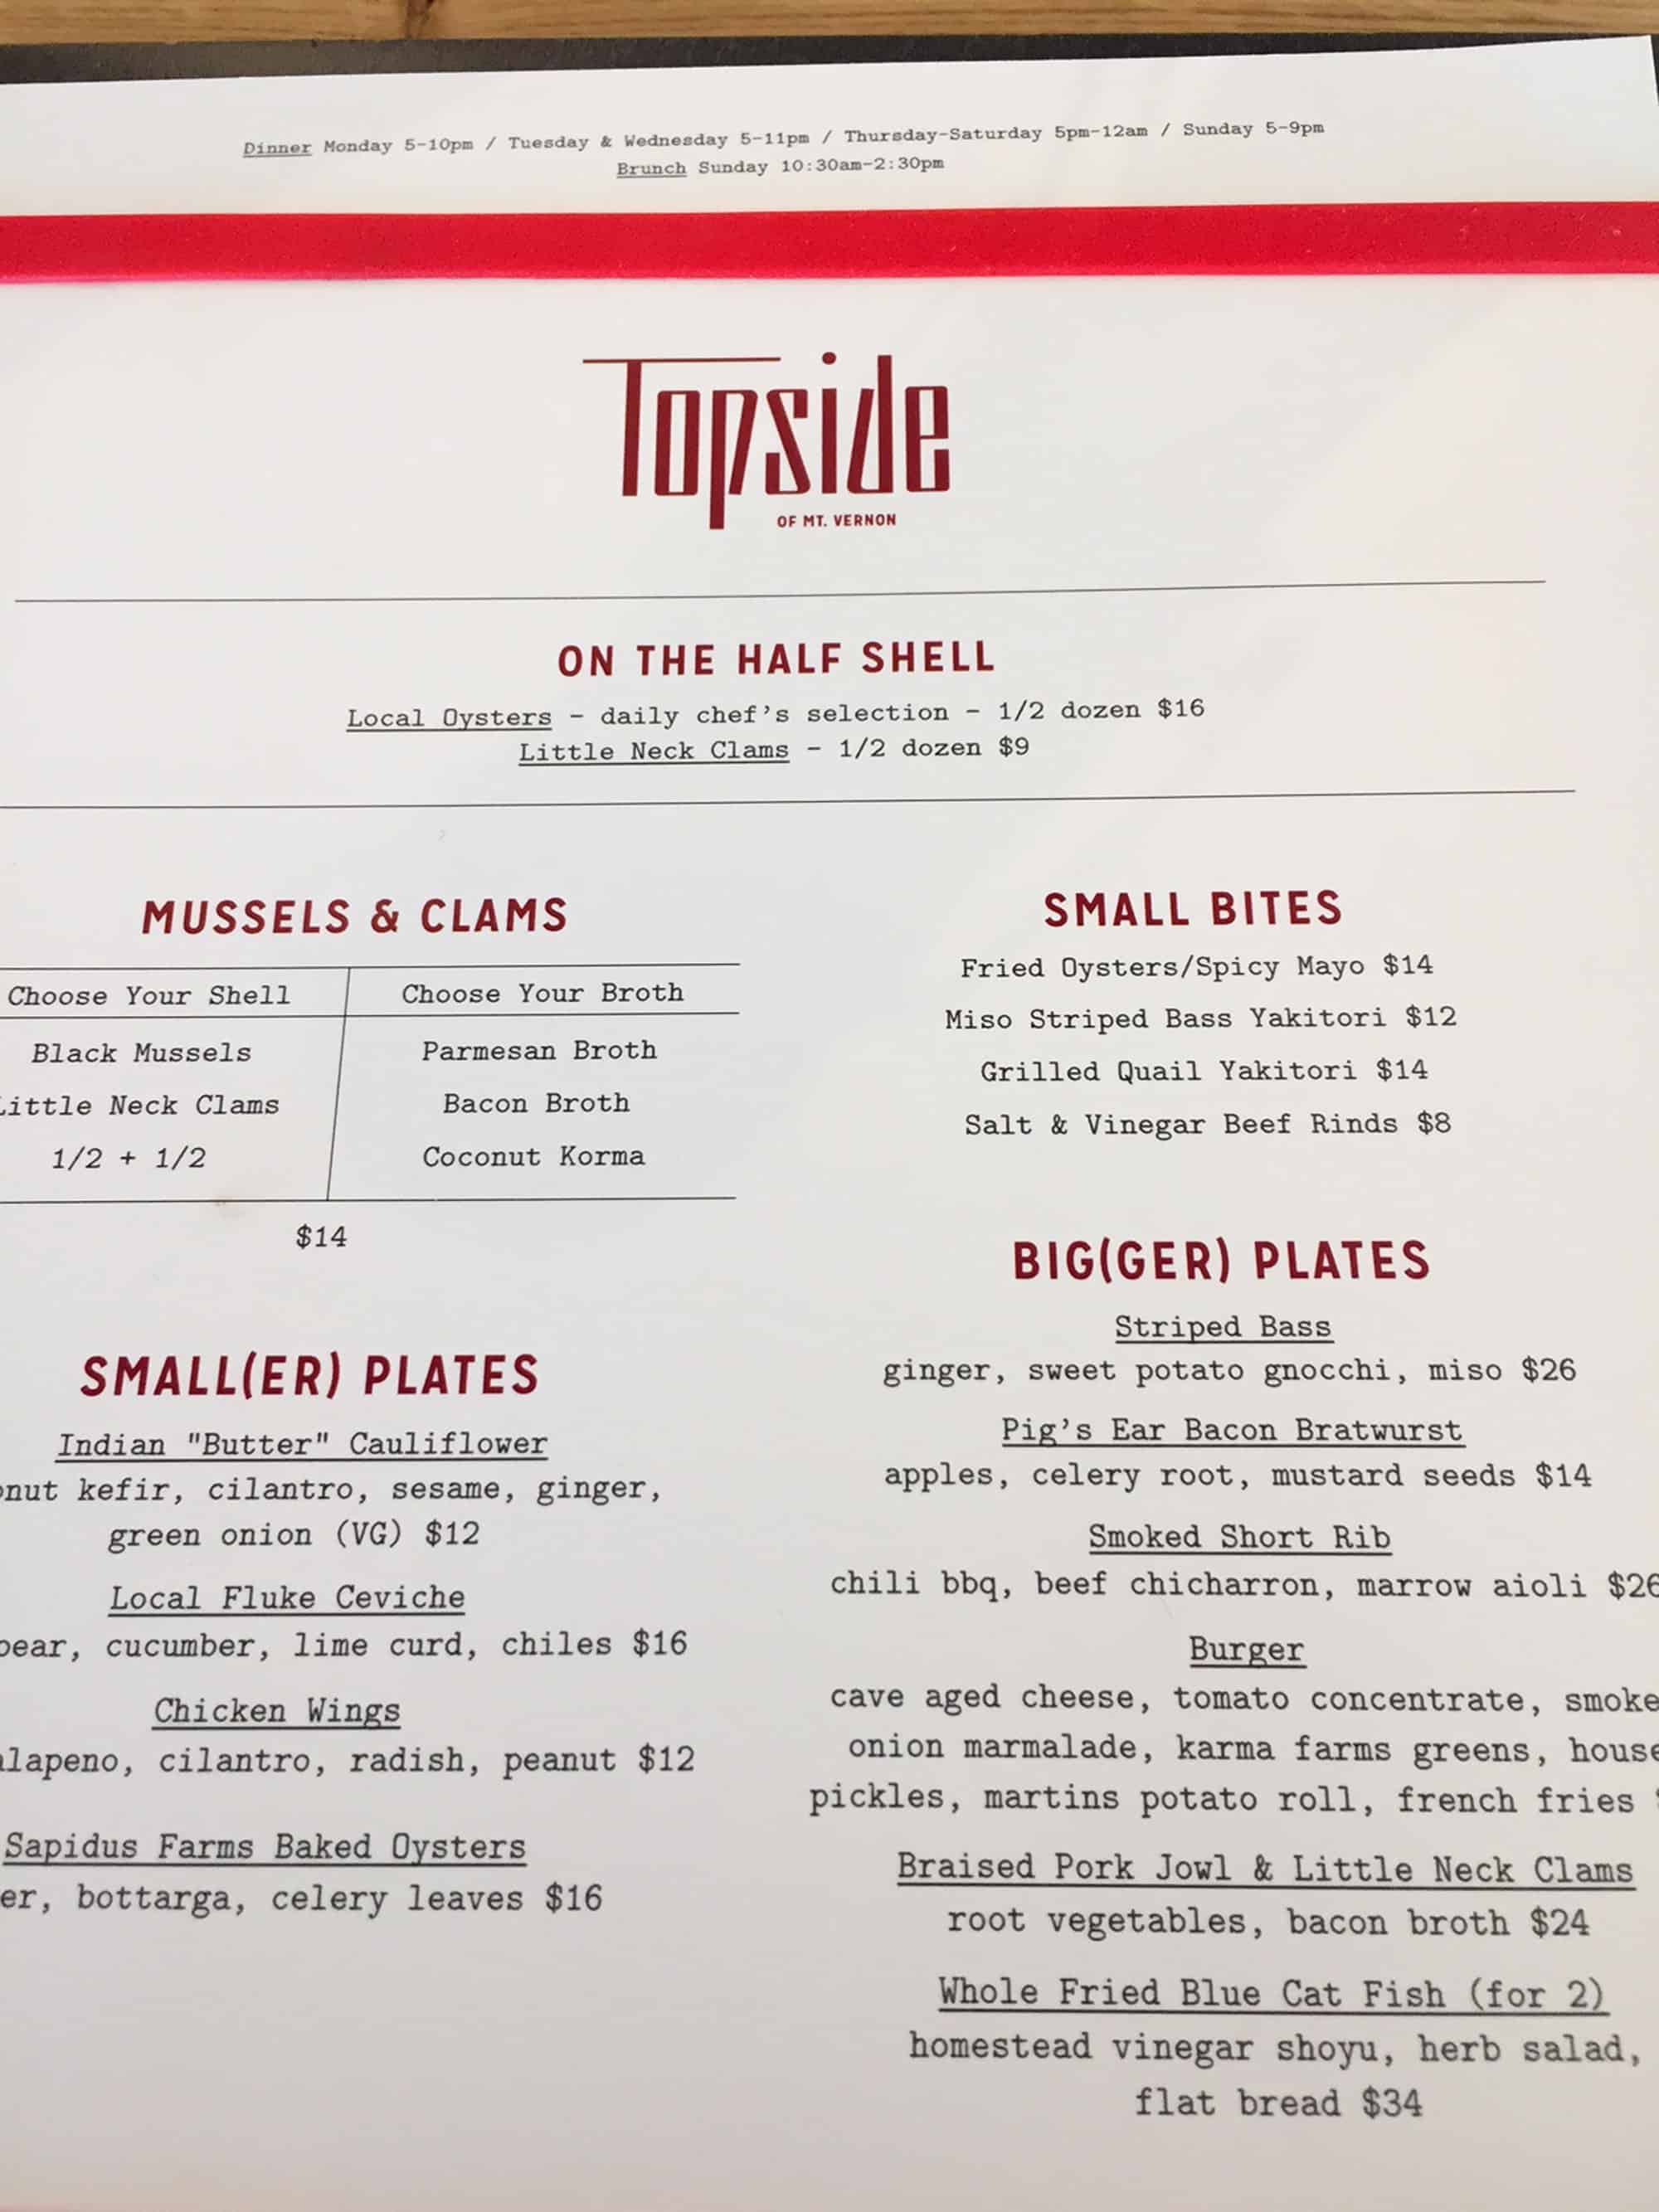 Dinner Monday 5-10pm / Tuesday & Wednesday 5-11pm / Thursday-Saturday 5pm-12am / Sunday 5-9pm
Brunch Sunday 10:30am-2:30pm
Topside
OF MT. VERNON
ON THE HALF SHELL
Local Oysters - daily chef's selection - 1/2 dozen $16
Little Neck Clams - 1/2 dozen $9
MUSSELS & CLAMS
Choose Your Shell
Black Mussels
Little Neck Clams
1/2 + 1/2
Choose Your Broth
Parmesan Broth
Bacon Broth
Coconut Korma
$14
SMALL(ER) PLATES
Indian "Butter" Cauliflower
kefir, cilantro, sesame, ginger,
green onion (VG) $12
Local Fluke Ceviche
pear, cucumber, lime curd, chiles $16
Chicken Wings
cilantro, radish, peanut $12
Sapidus Farms Baked Oysters
bottarga, celery leaves $16
SMALL BITES
Fried Oysters/Spicy Mayo $14
Miso Striped Bass Yakitori $12
Grilled Quail Yakitori $14
Salt & Vinegar Beef Rinds $8
BIG(GER) PLATES
Striped Bass
ginger, sweet potato gnocchi, miso $26
Pig's Ear Bacon Bratwurst
apples, celery root, mustard seeds $14
Smoked Short Rib
chili bbq, beef chicharron, marrow aioli $26
Burger
cave aged cheese, tomato concentrate, smoke
onion marmalade, karma farms greens, house
pickles, martins potato roll, french fries
Braised Pork Jowl & Little Neck Clams
root vegetables, bacon broth $24
Whole Fried Blue Cat Fish (for 2)
homestead vinegar shoyu, herb salad,
flat bread $34